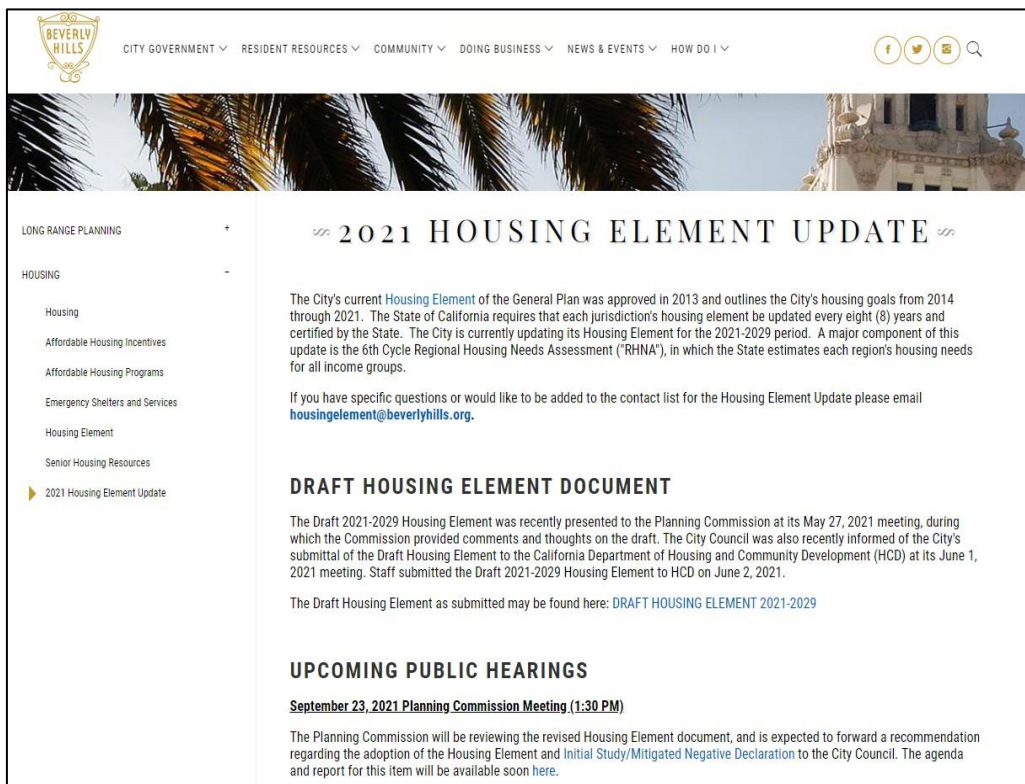 BEVERLY
HILLS
CITY GOVERNMENT RESIDENT RESOURCES COMMUNITY DOING BUSINESS NEWS & EVENTS HOW DO I
LONG RANGE PLANNING +
HOUSING -
Housing
Affordable Housing Incentives
Affordable Housing Programs
Emergency Shelters and Services
Housing Element
Senior Housing Resources
2021 Housing Element Update
2021 HOUSING ELEMENT UPDATE
The City's current Housing Element of the General Plan was approved in 2013 and outlines the City's housing goals from 2014
through 2021. The State of California requires that each jurisdiction's housing element be updated every eight (8) years and
certified by the State. The City is currently updating its Housing Element for the 2021-2029 period. A major component of this
update is the 6th Cycle Regional Housing Needs Assessment ("RHNA"), in which the State estimates each region's housing needs
for all income groups.
If you have specific questions or would like to be added to the contact list for the Housing Element Update please email
housingelement@beverlyhills.org.
DRAFT HOUSING ELEMENT DOCUMENT
The Draft 2021-2029 Housing Element was recently presented to the Planning Commission at its May 27, 2021 meeting, during
which the Commission provided comments and thoughts on the draft. The City Council was also recently informed of the City's
submittal of the Draft Housing Element to the California Department of Housing and Community Development (HCD) at its June 1,
2021 meeting. Staff submitted the Draft 2021-2029 Housing Element to HCD on June 2, 2021.
The Draft Housing Element as submitted may be found here: DRAFT HOUSING ELEMENT 2021-2029
UPCOMING PUBLIC HEARINGS
September 23, 2021 Planning Commission Meeting (1:30 PM)
The Planning Commission will be reviewing the revised Housing Element document, and is expected to forward a recommendation
regarding the adoption of the Housing Element and Initial Study/Mitigated Negative Declaration to the City Council. The agenda
and report for this item will be available soon here.